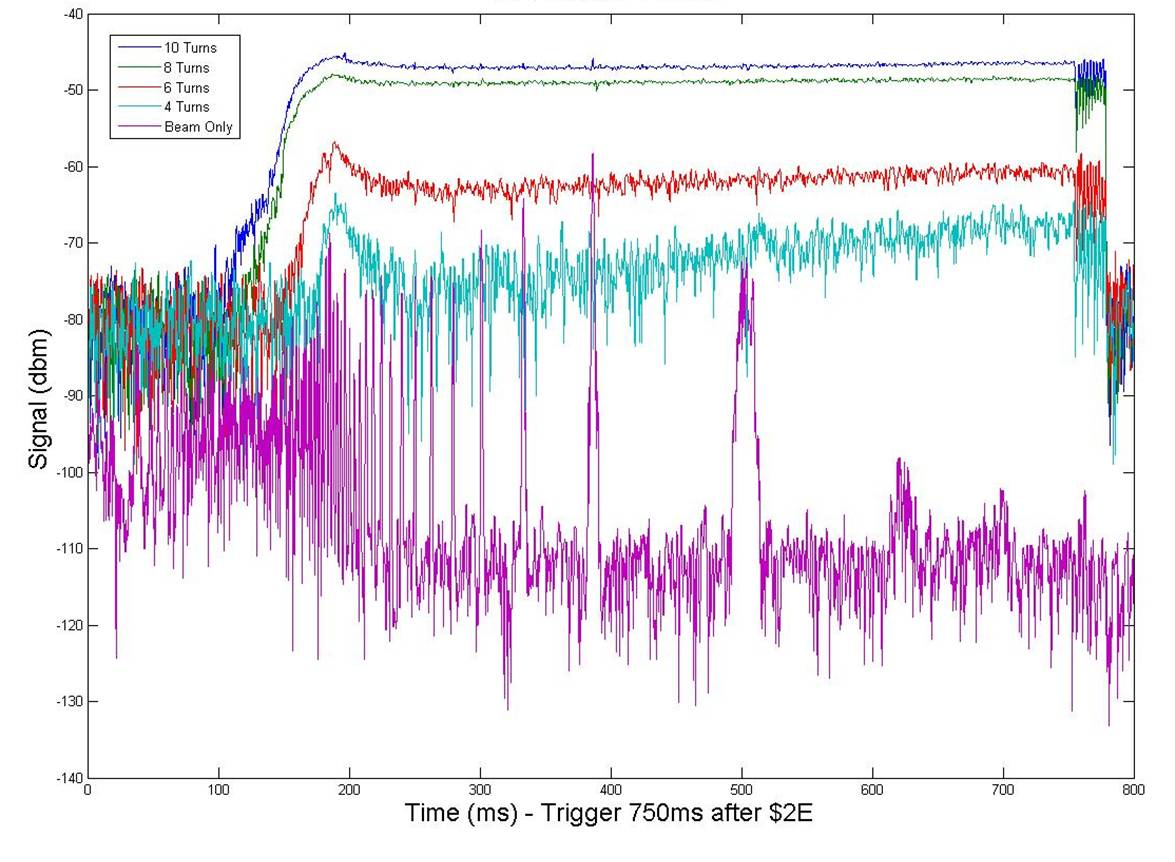 -40
-50
-60
-70
-80
-90
-100
-110
-120
-130
-140
Signal (dbm)
10 Turns
8 Turns
6 Turns
4 Turns
Beam Only
0 100 200 300 400 500 600 700 800
Time (ms) - Trigger 750ms after $2E